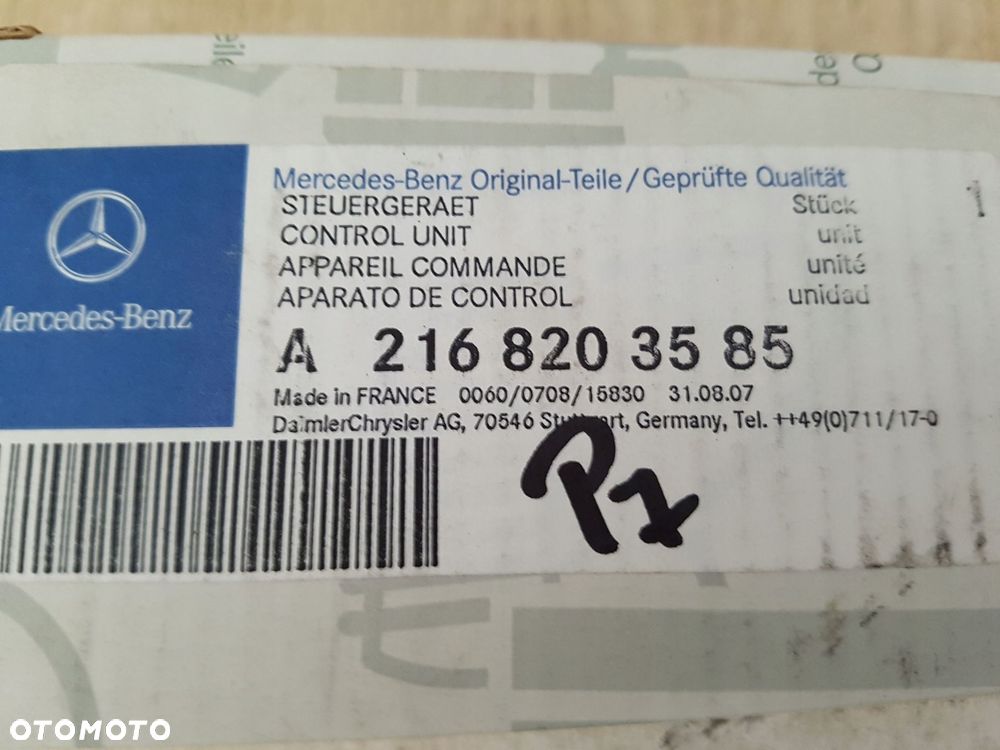 eile
de
Mercedes-Benz Original-Teile/Geprüfte Qualität
STEUERGERAET Stück 1
CONTROL UNIT unit
APPAREIL COMMANDE unité
APARATO DE CONTROL unidad
Mercedes-Benz
A 216 820 35 85
Made in FRANCE 0060/0708/15830 31.08.07
DaimlerChrysler AG, 70546 Stuttgart, Germany, Tel. ++49(0)711/17-0
OTOMOTO